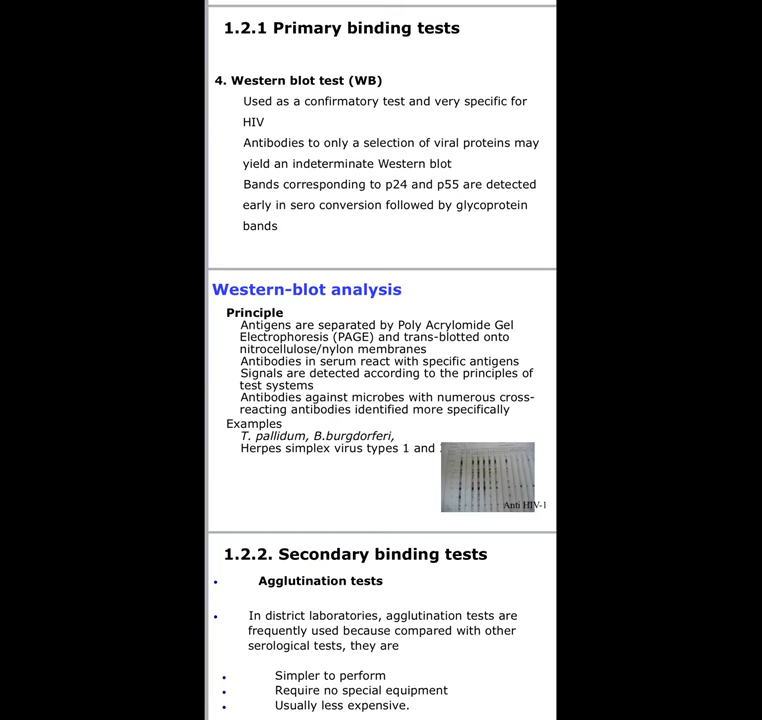 1.2.1 Primary binding tests
4. Western blot test (WB)
Used as a confirmatory test and very specific for
HIV
Antibodies to only a selection of viral proteins may
yield an indeterminate Western blot
Bands corresponding to p24 and p55 are detected
early in sero conversion followed by glycoprotein
bands
Western-blot analysis
Principle
Antigens are separated by Poly Acrylomide Gel
Electrophoresis (PAGE) and trans-blotted onto
nitrocellulose/nylon membranes
Antibodies in serum react with specific antigens
Signals are detected according to the principles of
test systems
Antibodies against microbes with numerous cross-
reacting antibodies identified more specifically
Examples
T. pallidum, B.burgdorferi,
Herpes simplex virus types 1 and
Anti HIV-1
1.2.2. Secondary binding tests
• Agglutination tests
• In district laboratories, agglutination tests are
frequently used because compared with other
serological tests, they are
• Simpler to perform
• Require no special equipment
• Usually less expensive.